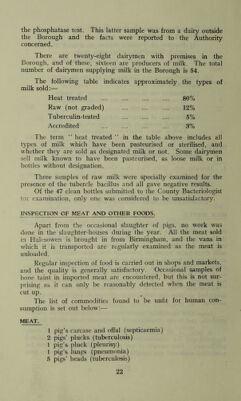 the phosphatase test. This latter sample was from a dairy outside
the Borough and the facts were reported to the Authority
concerned.
There are twenty-eight dairymen with premises in the
Borough, and of these, sixteen are producers of milk. The total
number of dairymen supplying milk in the Borough is 54.
The following table indicates approximately the types of
milk sold:—
Heat treated ... ... ... 80%
Raw (not graded) ... ... ... 12%
Tuberculin-tested ... ... ... 5%
Accredited ... ... ... 3%
The term " heat treated " in the table above includes all
types of milk which have been pasteurised or sterilised, and
whether they are sold as designated milk or not. Some dairymen
sell milk known to have been pasteurised, as loose milk or in
bottles without designation.
Three samples of raw milk were specially examined for the
presence of the tubercle bacillus and all gave negative results.
Of the 47 clean bottles submitted to the County Bacteriologist
for examination, only one was considered to be unsatisfactory.
INSPECTION OF MEAT AND OTHER FOODS.
Apart from the occasional slaughter of pigs, no week was
done in the slaughter-houses during the year. All the meat sold
in Halesowen is brought in from Birmingham, and the vans in
which it is transported are regularly examined as the meat is
unloaded.
Regular inspection of food is carried out in shops and markets,
and the quality is generally satisfactory. Occasional samples of
bone taint in imported meat are encountered, but this is not sur-
prising as it can only be reasonably detected when the meat is
cut up.
The list of commodities found to be unfit for human con-
sumption is set out below:—
MEAT.
1 pig's carcase and offal (septicaemia)
2 pigs' plucks (tuberculosis)
1 pig's pluck (pleurisy)
1 pig's lungs (pneumonia)
8 pigs' heads (tuberculosis)
22